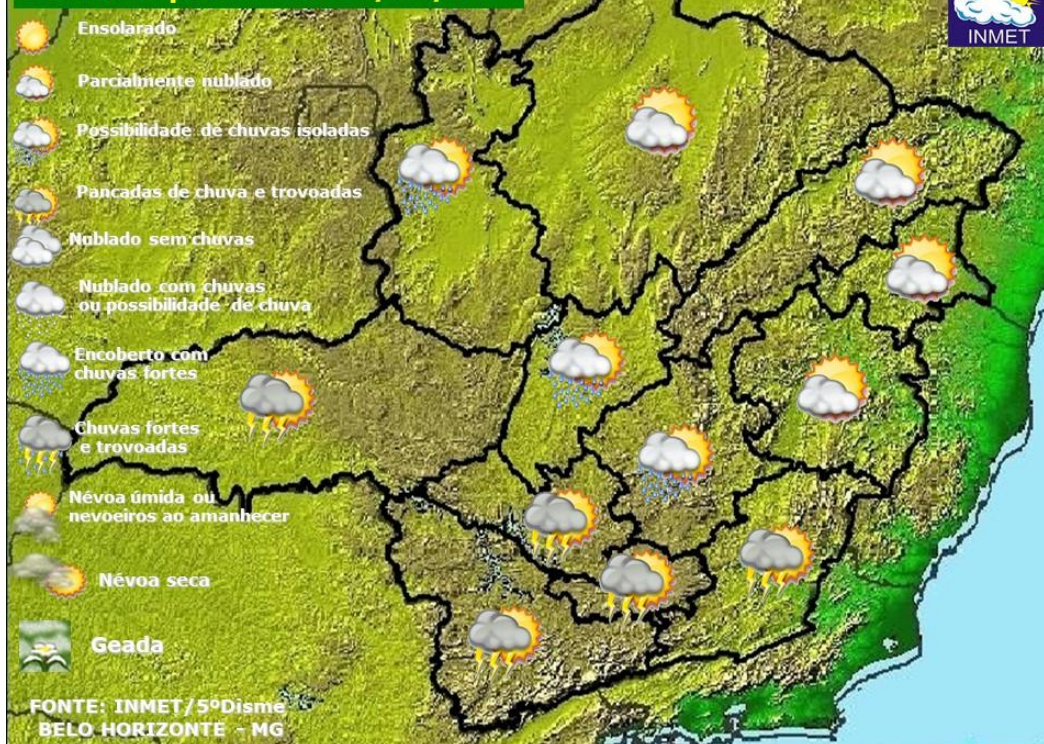 INMET
Ensolarado
Parcialmente nublado
Possibilidade de chuvas isoladas
Pancadas de chuva e trovoadas
Nublado sem chuvas
Nublado com chuvas
ou possibilidade de chuva
Encoberto com
chuvas fortes
Chuvas fortes
e trovoadas
Névoa úmida ou
nevoeiros ao amanhecer
Névoa seca
Geada
FONTE: INMET/5ºDisme
BELO HORIZONTE - MG